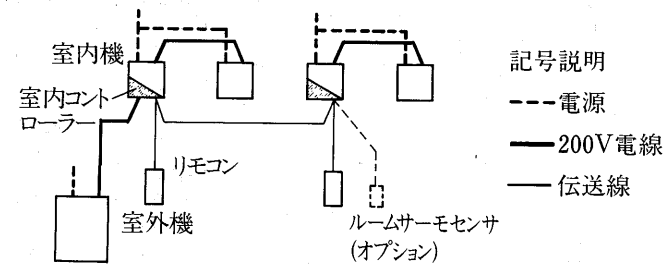 室内機
室内コント
ローラー
リモコン
室外機
ルームサーモセンサ
(オプション)
記号説明
電源
200V電線
伝送線